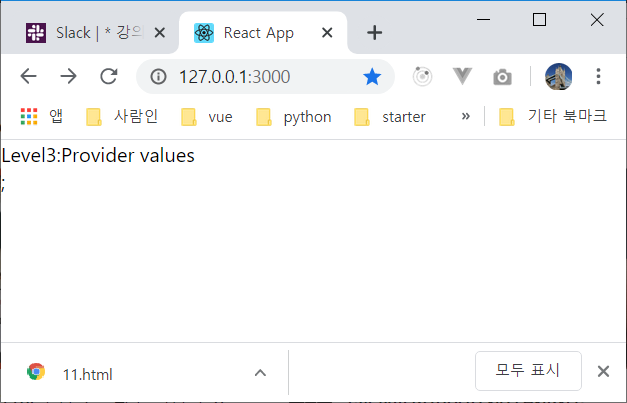 Slack | * 강의
React App
127.0.0.1:3000
앱 사람인 vue python starter » 기타 북마크
Level3:Provider values
;
11.html
모두 표시